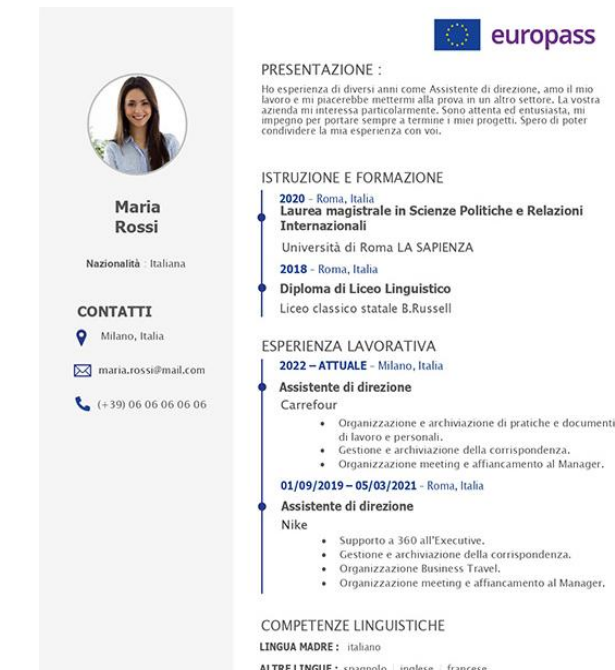 europass
PRESENTAZIONE :
Ho esperienza di diversi anni come Assistente di direzione, amo il mio
lavoro e mi piacerebbe mettermi alla prova in un altro settore. La vostra
azienda mi interessa particolarmente. Sono attenta ed entusiasta, mi
impegno per portare sempre a termine i miei progetti. Spero di poter
condividere la mia esperienza con voi.
Maria
Rossi
Nazionalità : Italiana
CONTATTI
Milano, Italia
maria.rossi@mail.com
(+39) 06 06 06 06 06
ISTRUZIONE E FORMAZIONE
2020 - Roma, Italia
Laurea magistrale in Scienze Politiche e Relazioni
Internazionali
Università di Roma LA SAPIENZA
2018 - Roma, Italia
Diploma di Liceo Linguistico
Liceo classico statale B.Russell
ESPERIENZA LAVORATIVA
2022 – ATTUALE – Milano, Italia
Assistente di direzione
Carrefour
• Organizzazione e archiviazione di pratiche e documenti
di lavoro e personali.
• Gestione e archiviazione della corrispondenza.
• Organizzazione meeting e affiancamento al Manager.
01/09/2019 – 05/03/2021 - Roma, Italia
Assistente di direzione
Nike
• Supporto a 360 all'Executive.
• Gestione e archiviazione della corrispondenza.
• Organizzazione Business Travel.
• Organizzazione meeting e affiancamento al Manager.
COMPETENZE LINGUISTICHE
LINGUA MADRE : italiano
ALTRE LINGUE : spagnolo | inglese | francese